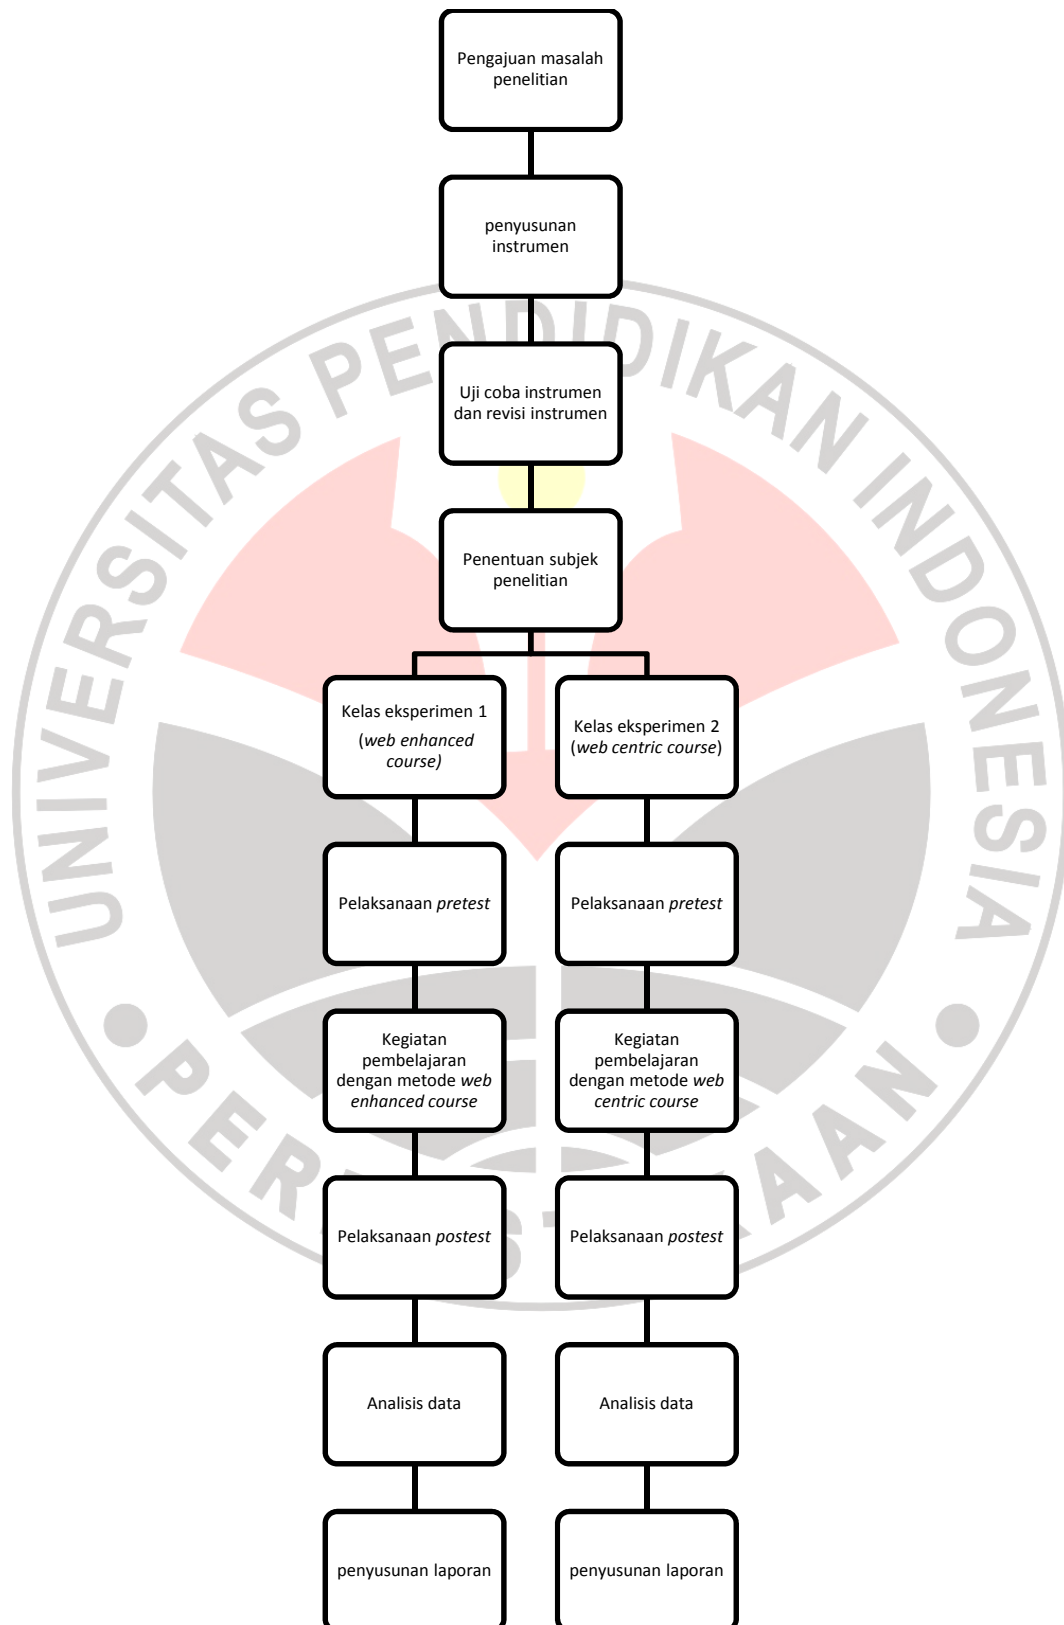 Pengajuan masalah
penelitian
penyusunan
instrumen
Uji coba instrumen
dan revisi instrumen
Penentuan subjek
penelitian
Kelas eksperimen 1
(web enhanced
course)
Kelas eksperimen 2
(web centric course)
Pelaksanaan pretest
Pelaksanaan pretest
Kegiatan
pembelajaran
dengan metode web
enhanced course
Kegiatan
pembelajaran
dengan metode web
centric course
Pelaksanaan postest
Pelaksanaan postest
Analisis data
Analisis data
penyusunan laporan
penyusunan laporan
UNIVERSITAS PENDIDIKAN INDONESIA